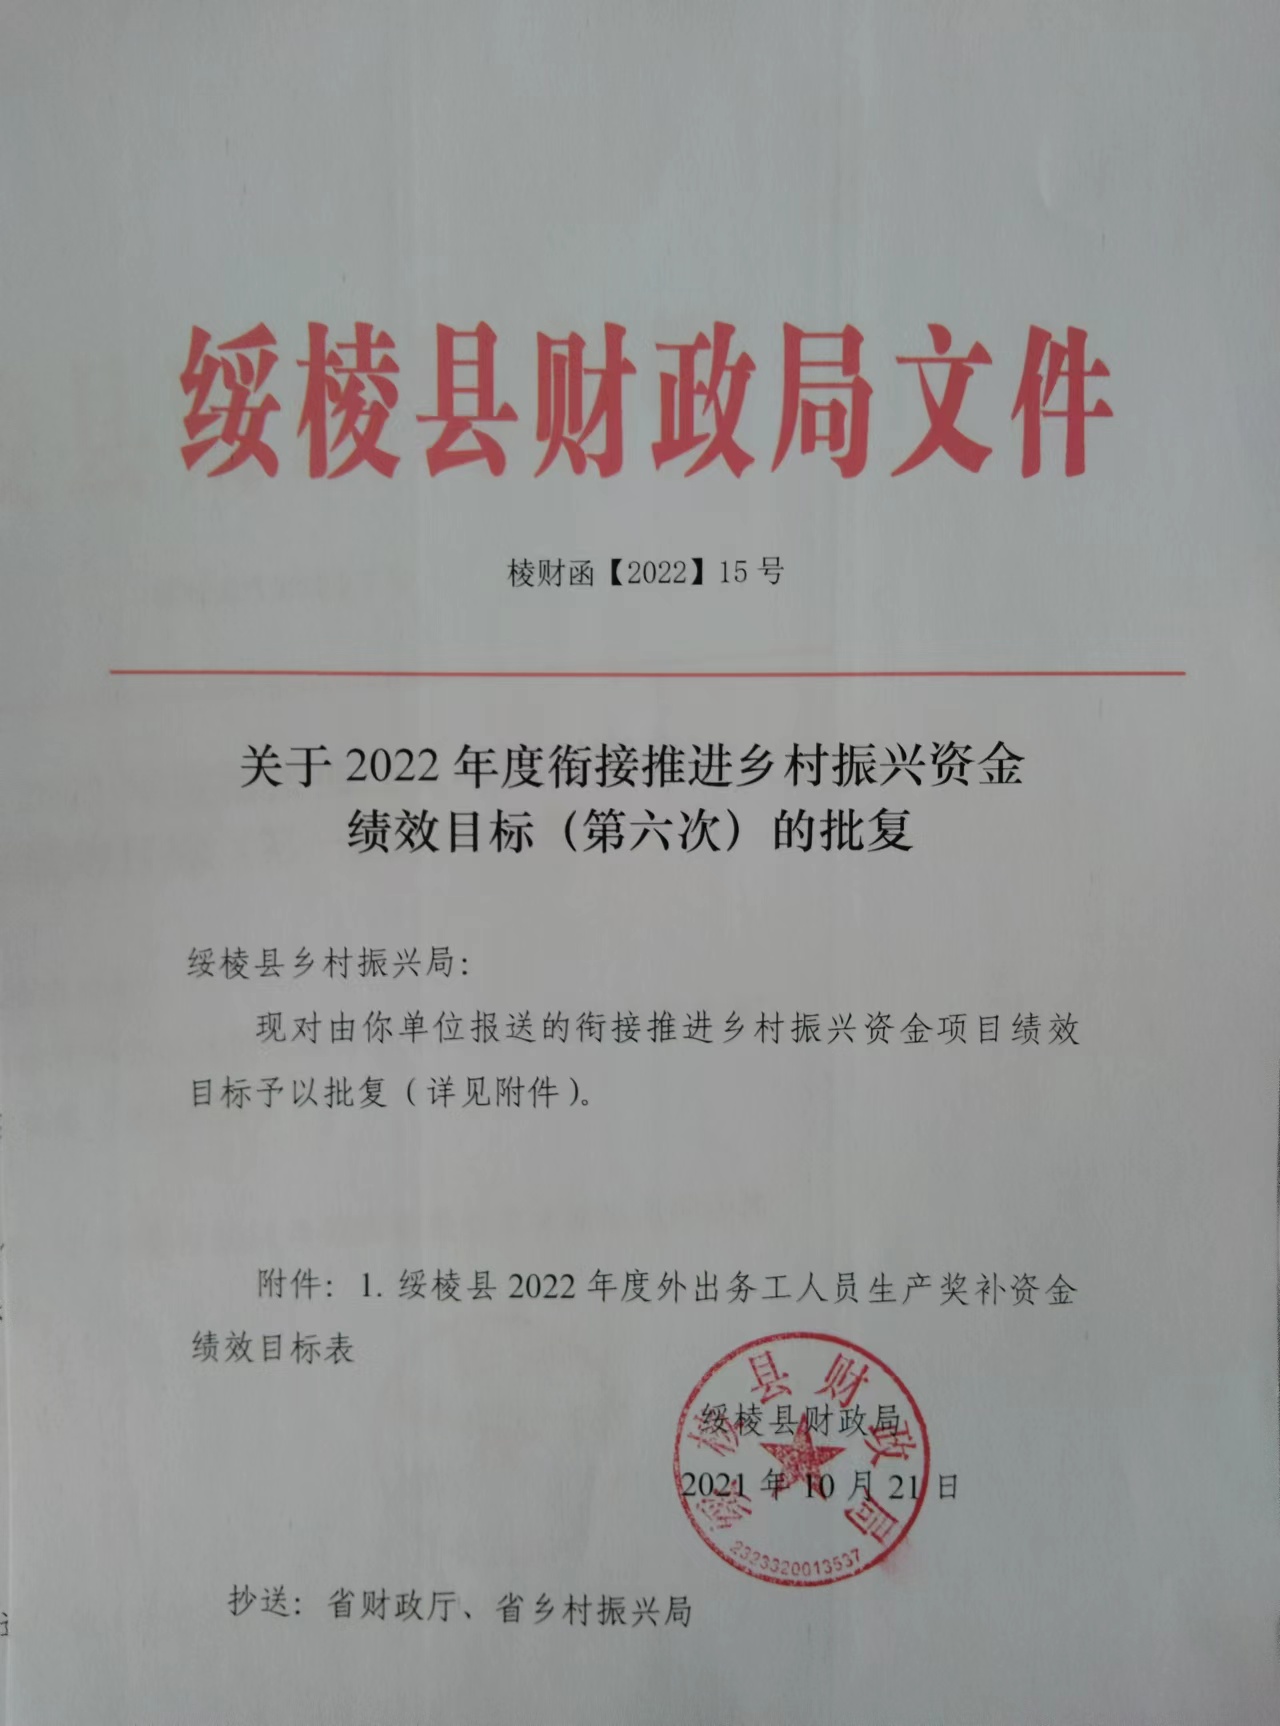 绥棱县财政局文件
棱财函【2022】15号
关于2022年度衔接推进乡村振兴资金
绩效目标（第六次）的批复
绥棱县乡村振兴局：
现对由你单位报送的衔接推进乡村振兴资金项目绩效
目标予以批复（详见附件）。
附件：1. 绥棱县2022年度外出务工人员生产奖补资金
绩效目标表
绥棱县财政局
绥棱县财政局
2021年10月21日
2323320013537
抄送：省财政厅、省乡村振兴局